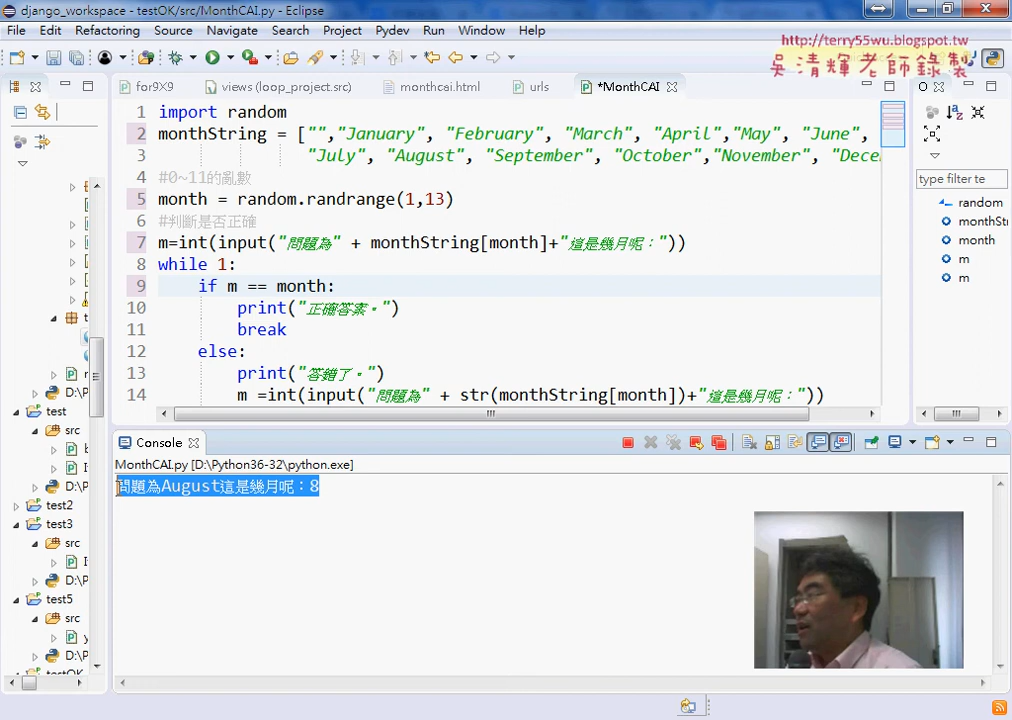 django_workspace - testOK/src/MonthCAI.py - Eclipse
File Edit Refactoring Source Navigate Search Project Pydev Run Window Help
http://terry55wu.blogspot.tw
吳清輝老師錄製
for9X9 views (loop_project.src) monthcai.html urls *MonthCAI
1 import random
2 monthString = ["","January", "February", "March", "April","May", "June",
3 "July", "August", "September", "October","November", "Dece
4 #0~11的亂數
5 month = random.randrange(1,13)
6 #判斷是否正確
7 m=int(input("問題為" + monthString[month]+"這是幾月呢："))
8 while 1:
9 if m == month:
10 print("正確答案。")
11 break
12 else:
13 print("答錯了。")
14 m =int(input("問題為" + str(monthString[month])+"這是幾月呢："))
type filter te
random
monthStr
month
m
m
D:\P
test
src
D:\P
test2
test3
src
D:\P
test5
src
D:\P
testOK
Console
MonthCAI.py [D:\Python36-32\python.exe]
問題為August這是幾月呢：8